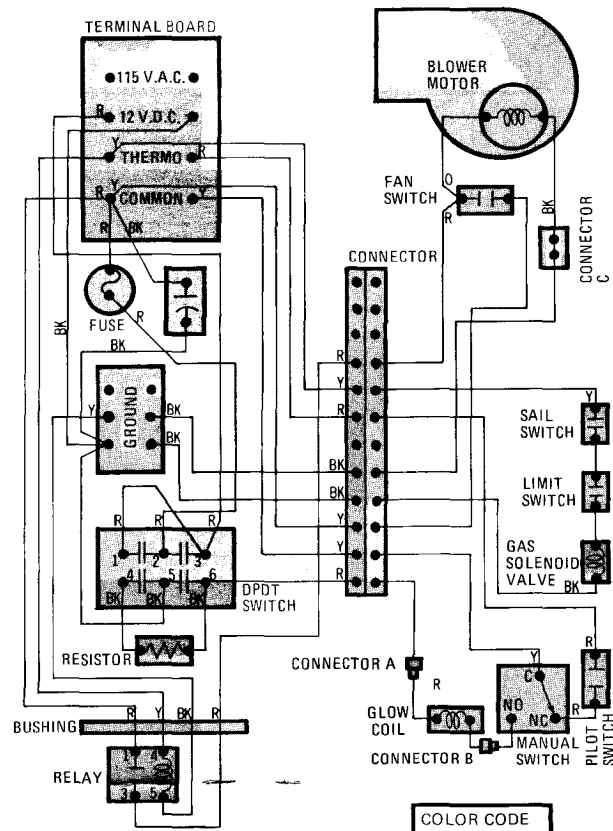 TERMINAL BOARD
115 V.A.C.
R 12 V.D.C.
Y THERMO R
R Y COMMON Y
R BK
BLOWER
MOTOR
FAN
SWITCH
O
R
BK
CONNECTOR
C
CONNECTOR
FUSE
R
BK
BK
GROUND
Y
BK
BK
R
Y
R
BK
BK
Y
Y
R
Y
SAIL
SWITCH
LIMIT
SWITCH
GAS
SOLENOID
VALVE
BK
R R R
1 2 3
4 5 6
BK BK BK
DPDT
SWITCH
RESISTOR
CONNECTOR A
R
GLOW
COIL
CONNECTOR B
Y
C
NO
NC
R
MANUAL
SWITCH
R
PILOT
SWITCH
BUSHING
R Y BK R
RELAY
1 4
3 5
COLOR CODE